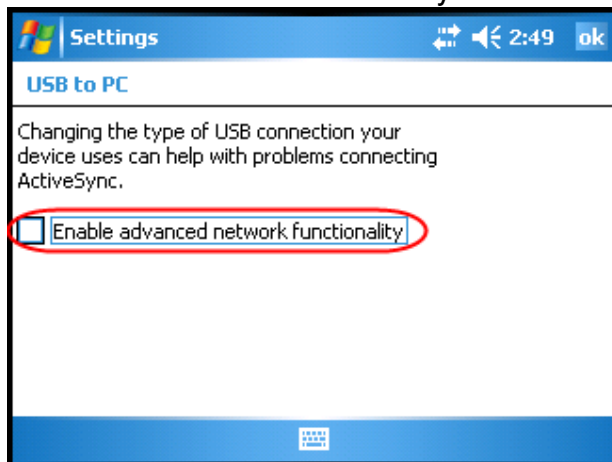 Settings 2:49 ok
USB to PC
Changing the type of USB connection your
device uses can help with problems connecting
ActiveSync.
Enable advanced network functionality